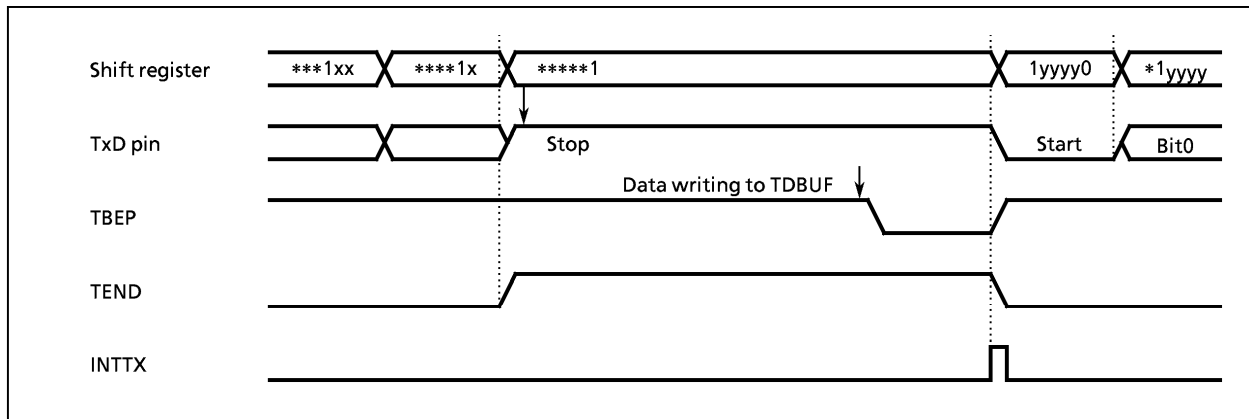 Shift register ***1xx ****1x *****1 1yyyy0 *1yyyy
TxD pin Stop Start Bit0
Data writing to TDBUF
TBEP
TEND
INTTX